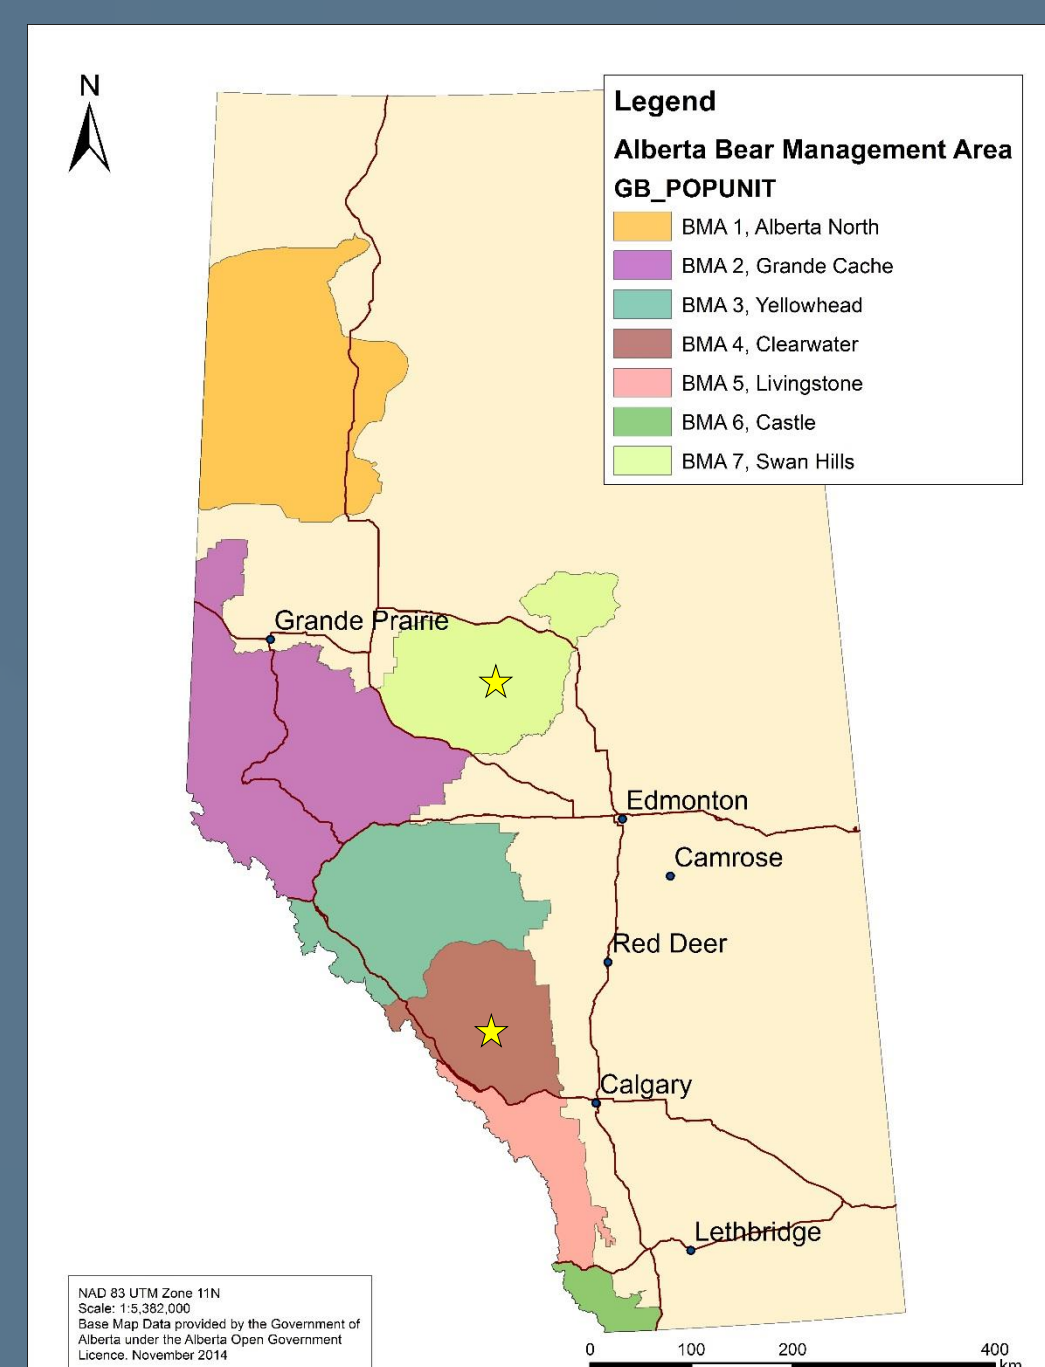 N
Legend
Alberta Bear Management Area
GB_POPUNIT
BMA 1, Alberta North
BMA 2, Grande Cache
BMA 3, Yellowhead
BMA 4, Clearwater
BMA 5, Livingstone
BMA 6, Castle
BMA 7, Swan Hills
Grande Prairie
Edmonton
Camrose
Red Deer
Calgary
Lethbridge
NAD 83 UTM Zone 11N
Scale: 1:5,382,000
Base Map Data provided by the Government of
Alberta under the Alberta Open Government
Licence. November 2014
0 100 200 400
km